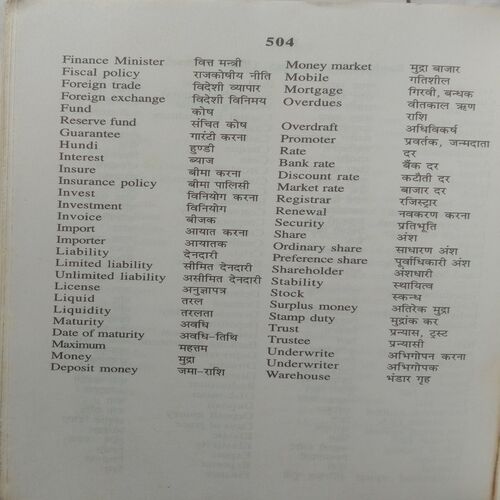 504
Finance Minister वित्त मन्त्री
Fiscal policy राजकोषीय नीति
Foreign trade विदेशी व्यापार
Foreign exchange विदेशी विनिमय
Fund कोष
Reserve fund संचित कोष
Guarantee गारंटी करना
Hundi हुण्डी
Interest ब्याज
Insure बीमा करना
Insurance policy बीमा पालिसी
Invest विनियोग करना
Investment विनियोग
Invoice बीजक
Import आयात करना
Importer आयातक
Liability देनदारी
Limited liability सीमित देनदारी
Unlimited liability असीमित देनदारी
License अनुज्ञापत्र
Liquid तरल
Liquidity तरलता
Maturity अवधि
Date of maturity अवधि-तिथि
Maximum महत्तम
Money मुद्रा
Deposit money जमा-राशि
Money market मुद्रा बाजार
Mobile गतिशील
Mortgage गिरवी, बन्धक
Overdues वीतकाल ऋण
राशि
Overdraft अधिविकर्ष
Promoter प्रवर्तक, जन्मदाता
Rate दर
Bank rate बैंक दर
Discount rate कटौती दर
Market rate बाजार दर
Registrar रजिस्ट्रार
Renewal नवकरण करना
Security प्रतिभूति
Share अंश
Ordinary share साधारण अंश
Preference share पूर्वाधिकारी अंश
Shareholder अंशधारी
Stability स्थायित्व
Stock स्कन्ध
Surplus money अतिरेक मुद्रा
Stamp duty मुद्रांक कर
Trust प्रन्यास, ट्रस्ट
Trustee प्रन्यासी
Underwrite अभिगोपन करना
Underwriter अभिगोपक
Warehouse भंडार गृह